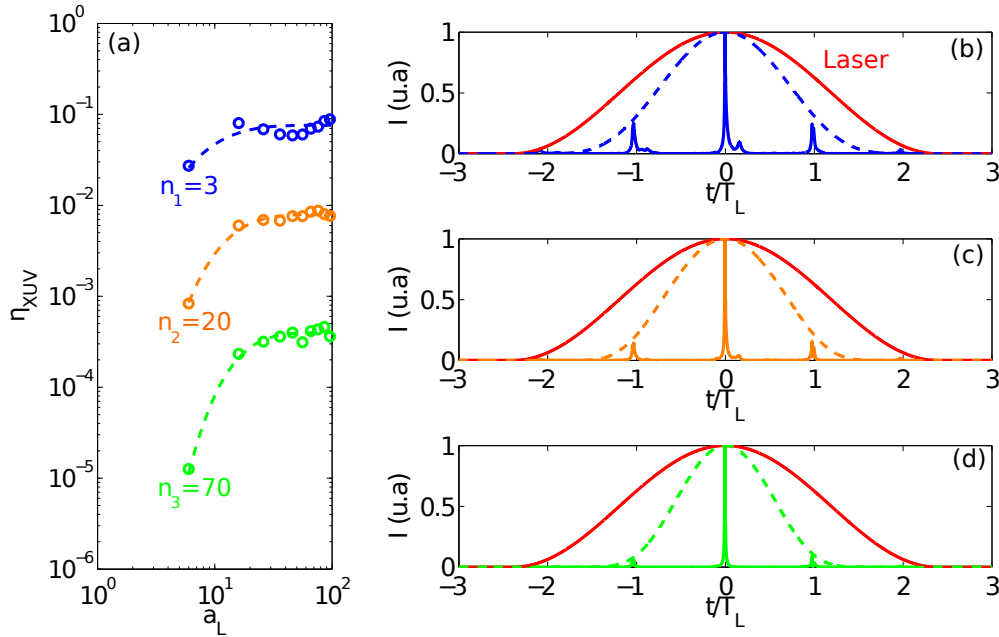 (a)
10^0
10^-1
10^-2
10^-3
10^-4
10^-5
10^-6
η_XUV
n_1=3
n_2=20
n_3=70
10^0 10^1 10^2
a_L
(b)
Laser
I (u.a)
1
0.5
0
−3 −2 −1 0 1 2 3
t/T_L
(c)
I (u.a)
1
0.5
0
−3 −2 −1 0 1 2 3
t/T_L
(d)
I (u.a)
1
0.5
0
−3 −2 −1 0 1 2 3
t/T_L